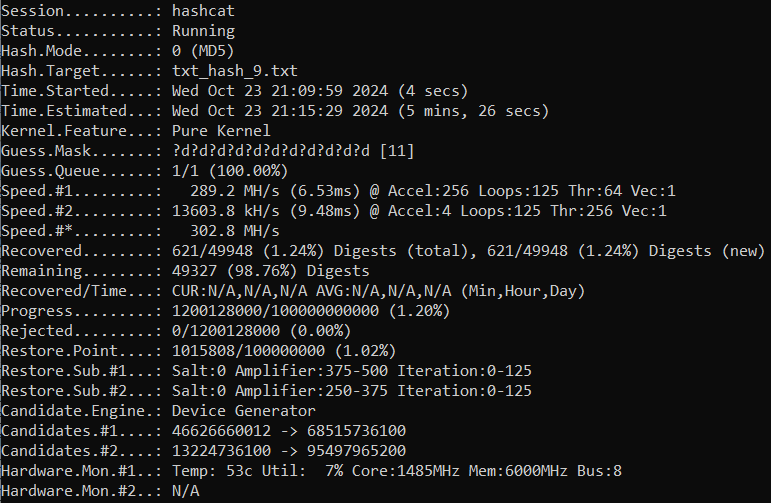 Session..........: hashcat
Status...........: Running
Hash.Mode........: 0 (MD5)
Hash.Target......: txt_hash_9.txt
Time.Started.....: Wed Oct 23 21:09:59 2024 (4 secs)
Time.Estimated...: Wed Oct 23 21:15:29 2024 (5 mins, 26 secs)
Kernel.Feature...: Pure Kernel
Guess.Mask.......: ?d?d?d?d?d?d?d?d?d?d?d [11]
Guess.Queue......: 1/1 (100.00%)
Speed.#1.........:   289.2 MH/s (6.53ms) @ Accel:256 Loops:125 Thr:64 Vec:1
Speed.#2.........: 13603.8 kH/s (9.48ms) @ Accel:4 Loops:125 Thr:256 Vec:1
Speed.#*.........:   302.8 MH/s
Recovered........: 621/49948 (1.24%) Digests (total), 621/49948 (1.24%) Digests (new)
Remaining........: 49327 (98.76%) Digests
Recovered/Time...: CUR:N/A,N/A,N/A AVG:N/A,N/A,N/A (Min,Hour,Day)
Progress.........: 1200128000/100000000000 (1.20%)
Rejected.........: 0/1200128000 (0.00%)
Restore.Point....: 1015808/100000000 (1.02%)
Restore.Sub.#1...: Salt:0 Amplifier:375-500 Iteration:0-125
Restore.Sub.#2...: Salt:0 Amplifier:250-375 Iteration:0-125
Candidate.Engine.: Device Generator
Candidates.#1....: 46626660012 -> 68515736100
Candidates.#2....: 13224736100 -> 95497965200
Hardware.Mon.#1..: Temp: 53c Util:  7% Core:1485MHz Mem:6000MHz Bus:8
Hardware.Mon.#2..: N/A